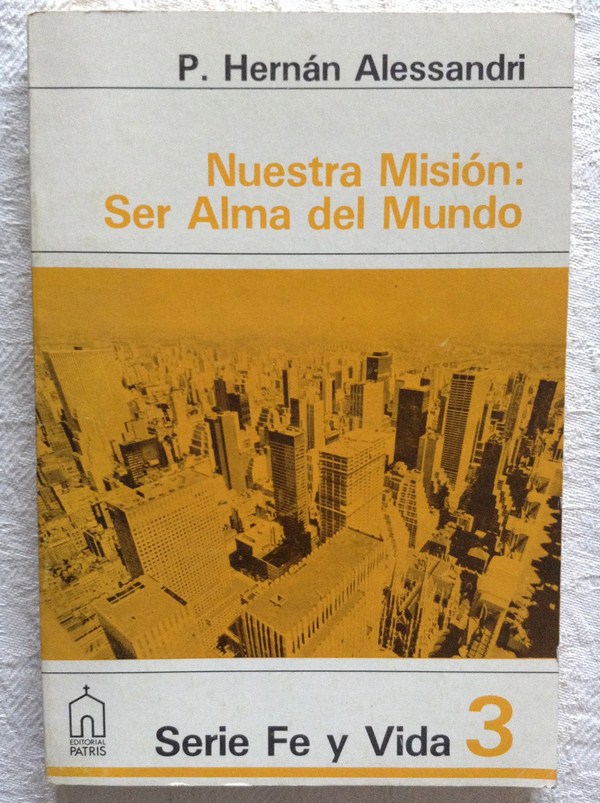 P. Hernán Alessandri
Nuestra Misión:
Ser Alma del Mundo
EDITORIAL
PATRIS
Serie Fe y Vida 3